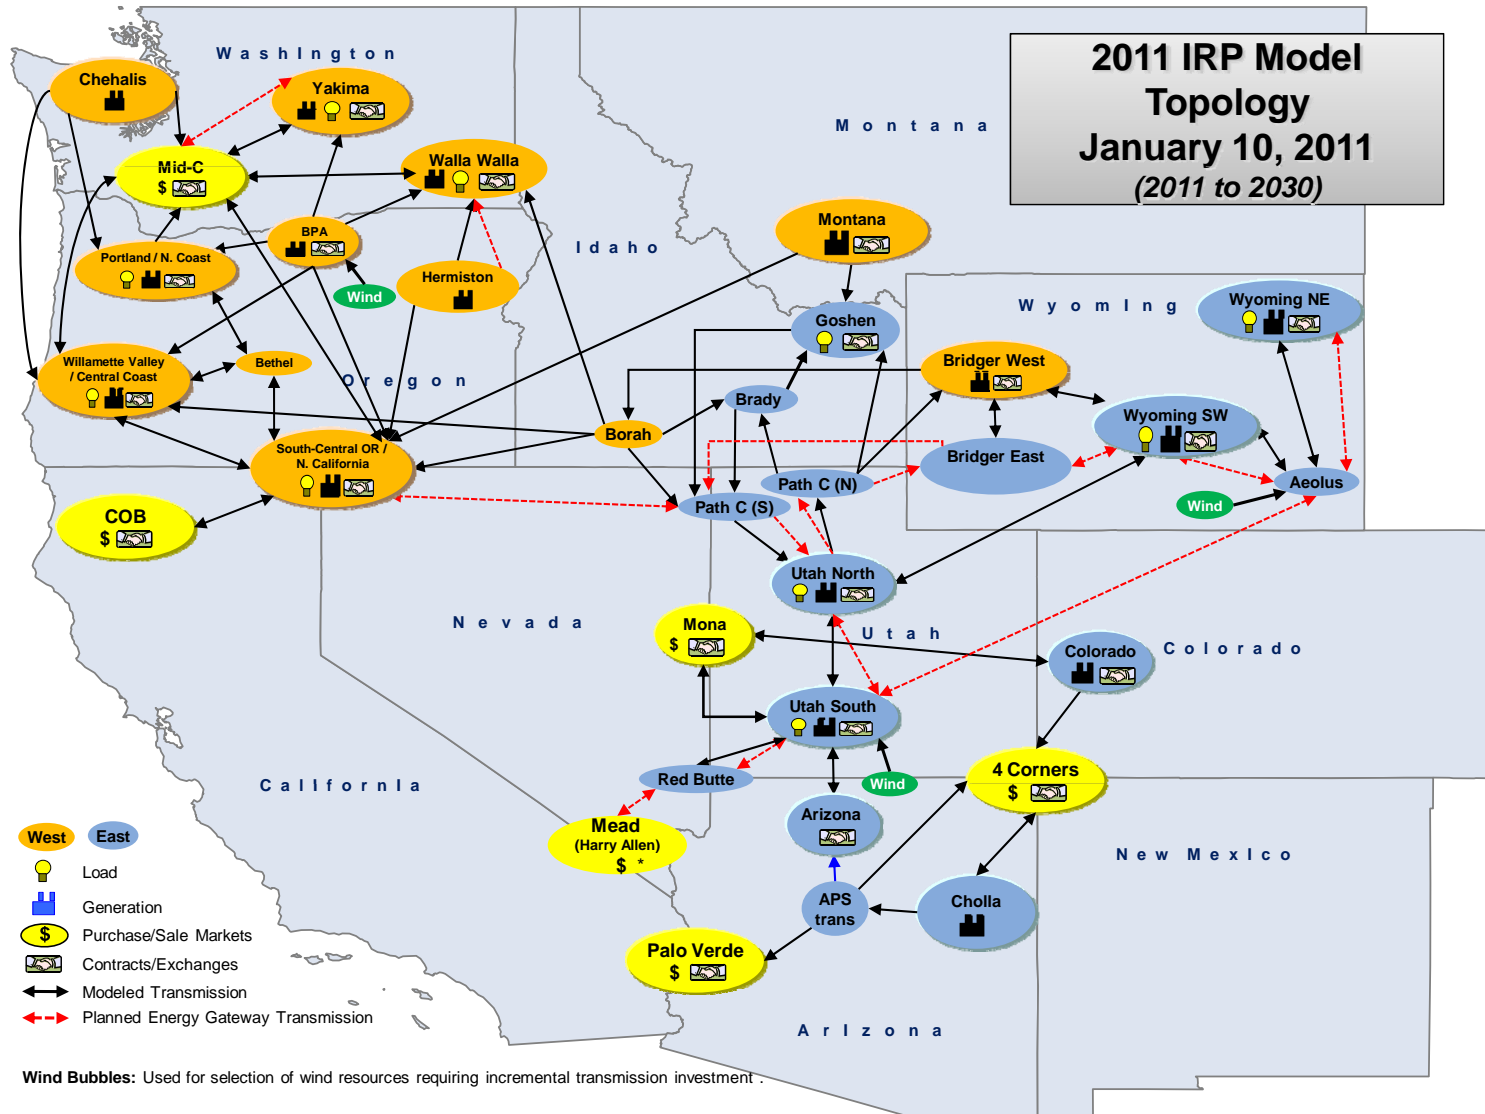 2011 IRP Model
Topology
January 10, 2011
(2011 to 2030)
WashIngton
Chehalis
Yakima
Montana
Mid-C
$
Walla Walla
Montana
BPA
Idaho
Portland / N. Coast
Hermiston
Wind
WyomIng
Wyoming NE
Goshen
Willamette Valley
/ Central Coast
Bethel
Oregon
Bridger West
Brady
Wyoming SW
Borah
South-Central OR /
N. California
Bridger East
Path C (N)
Aeolus
Path C (S)
Wind
COB
$
Utah North
Nevada
Mona
$
Utah
Colorado
Colorado
Utah South
Red Butte
Wind
4 Corners
$
CalIfornIa
Mead
(Harry Allen)
$ *
Arizona
New MexIco
APS
trans
Cholla
Palo Verde
$
ArIzona
West
East
Load
Generation
$
Purchase/Sale Markets
Contracts/Exchanges
Modeled Transmission
Planned Energy Gateway Transmission
Wind Bubbles: Used for selection of wind resources requiring incremental transmission investment .